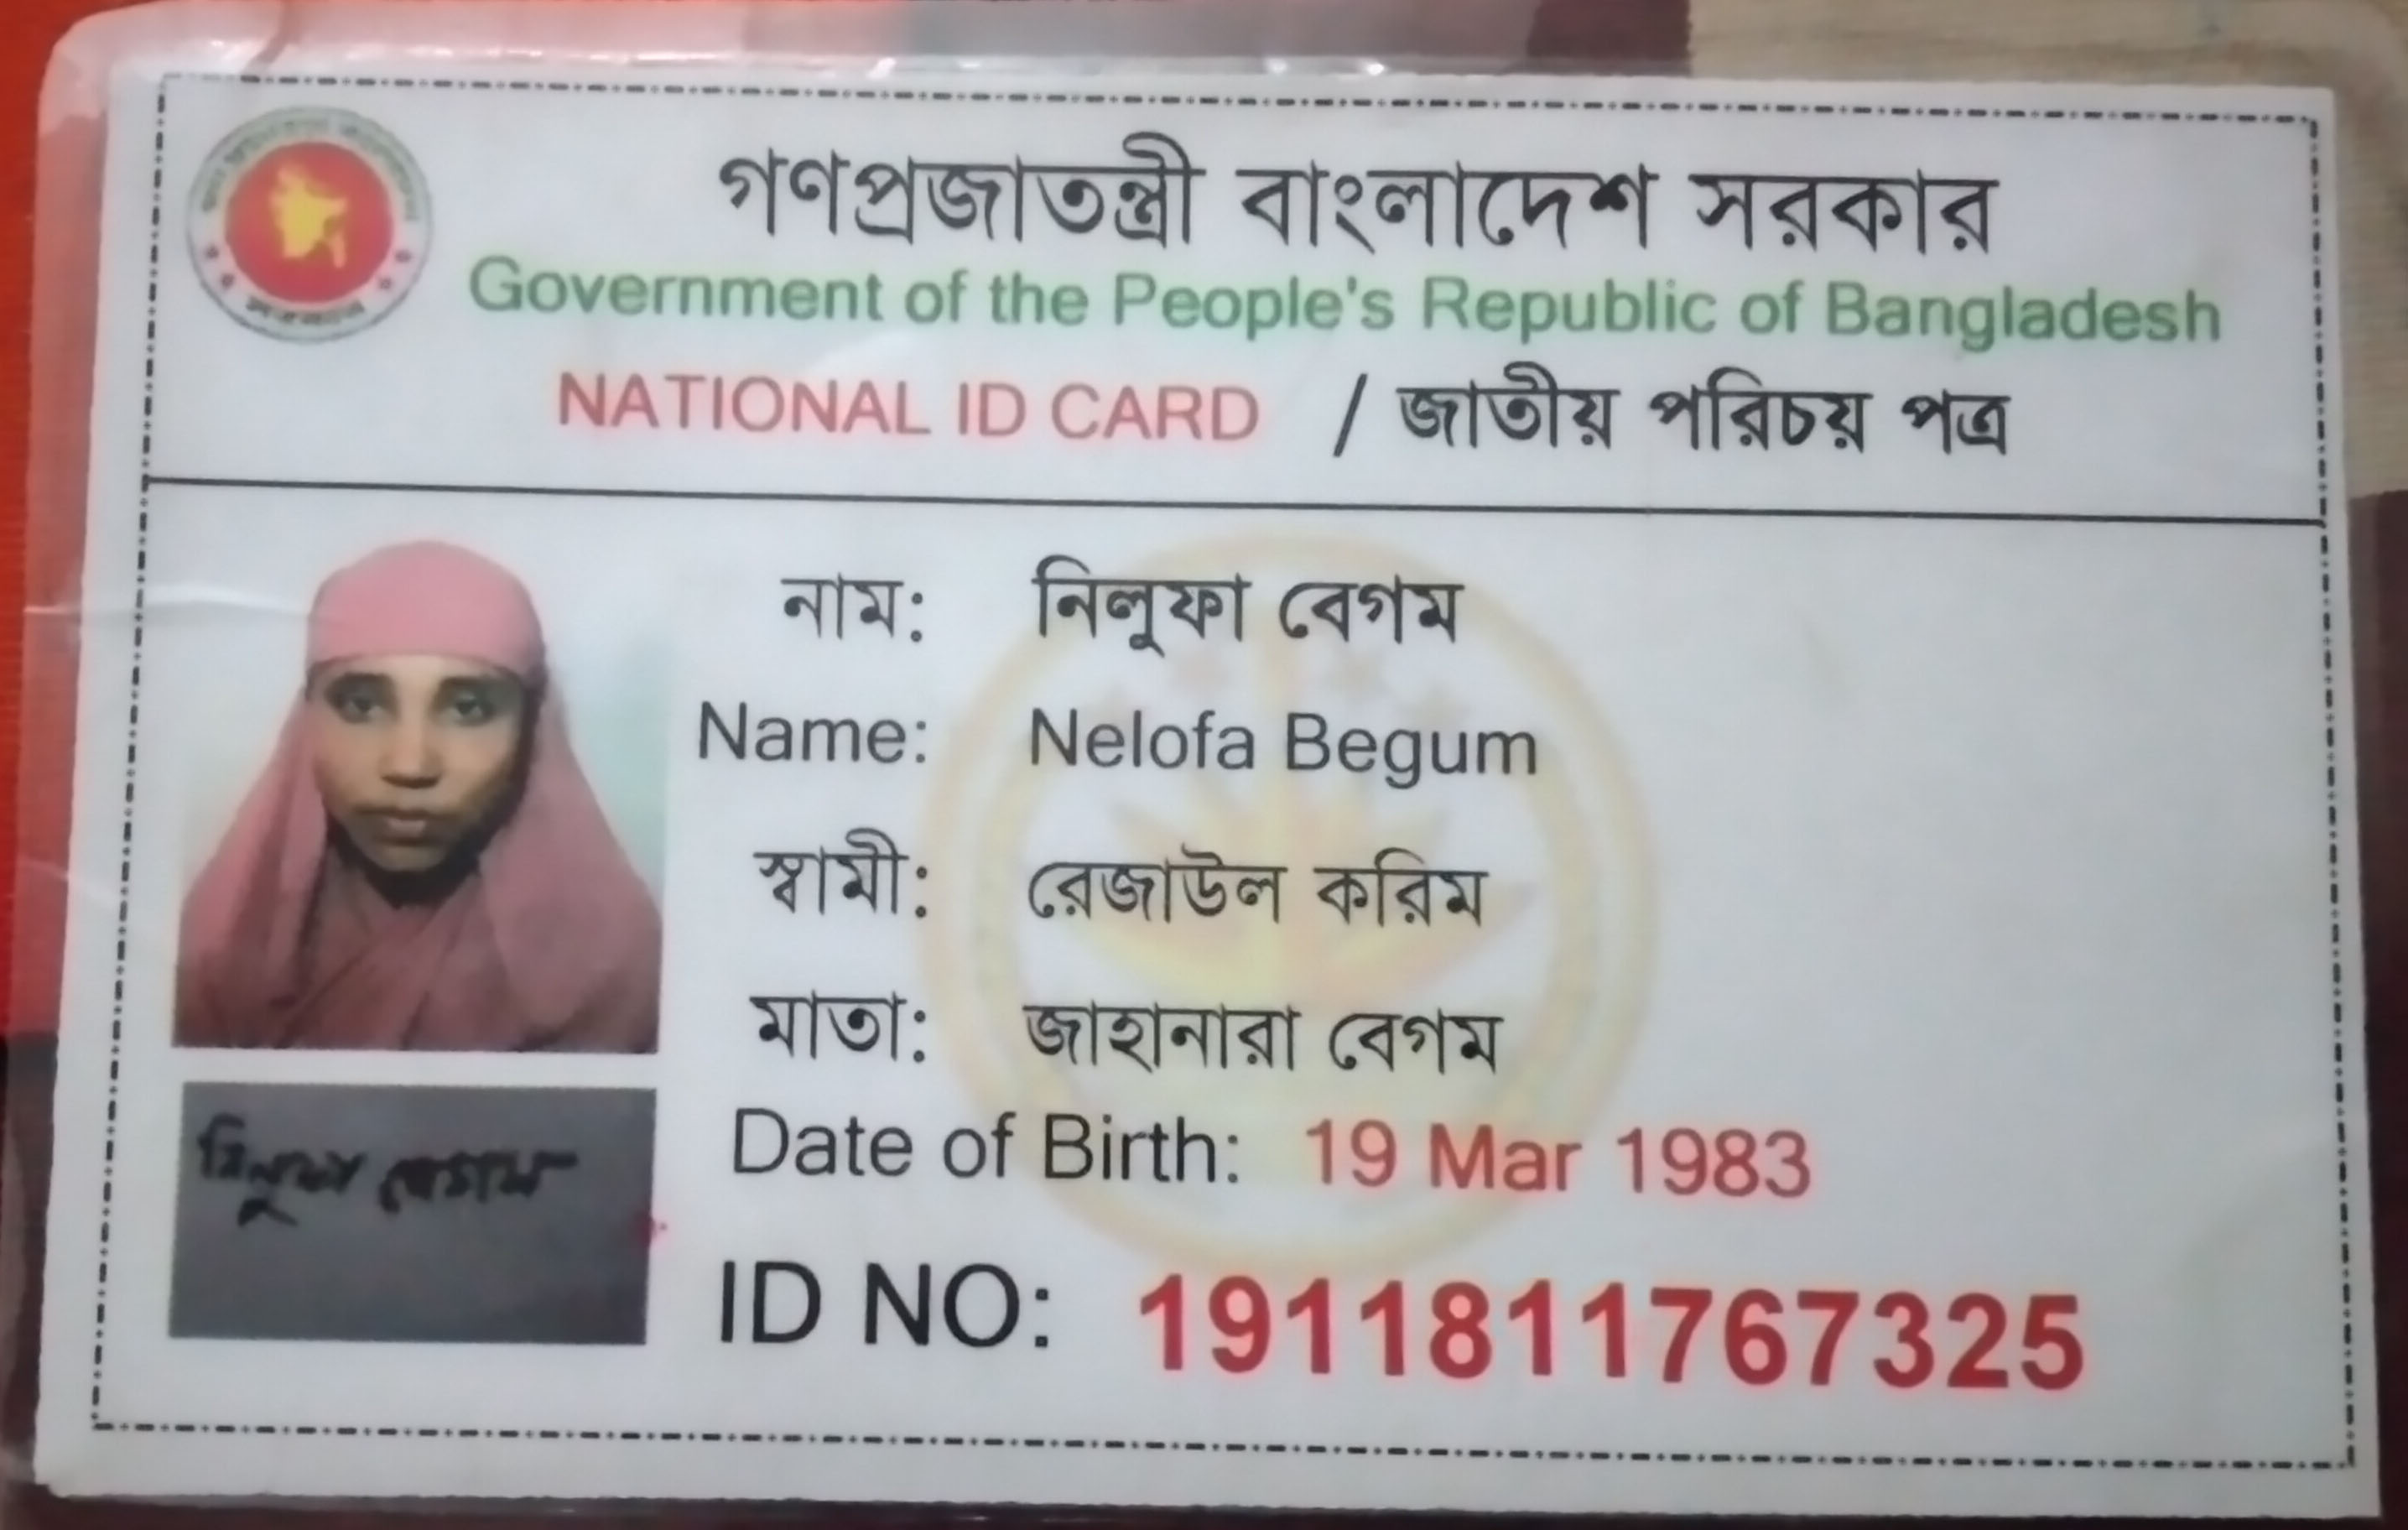 গণপ্রজাতন্ত্রী বাংলাদেশ সরকার
Government of the People's Republic of Bangladesh
NATIONAL ID CARD / জাতীয় পরিচয় পত্র
নাম: নিলুফা বেগম
Name: Nelofa Begum
স্বামী: রেজাউল করিম
মাতা: জাহানারা বেগম
Date of Birth: 19 Mar 1983
ID NO: 1911811767325
নিলুফা বেগম